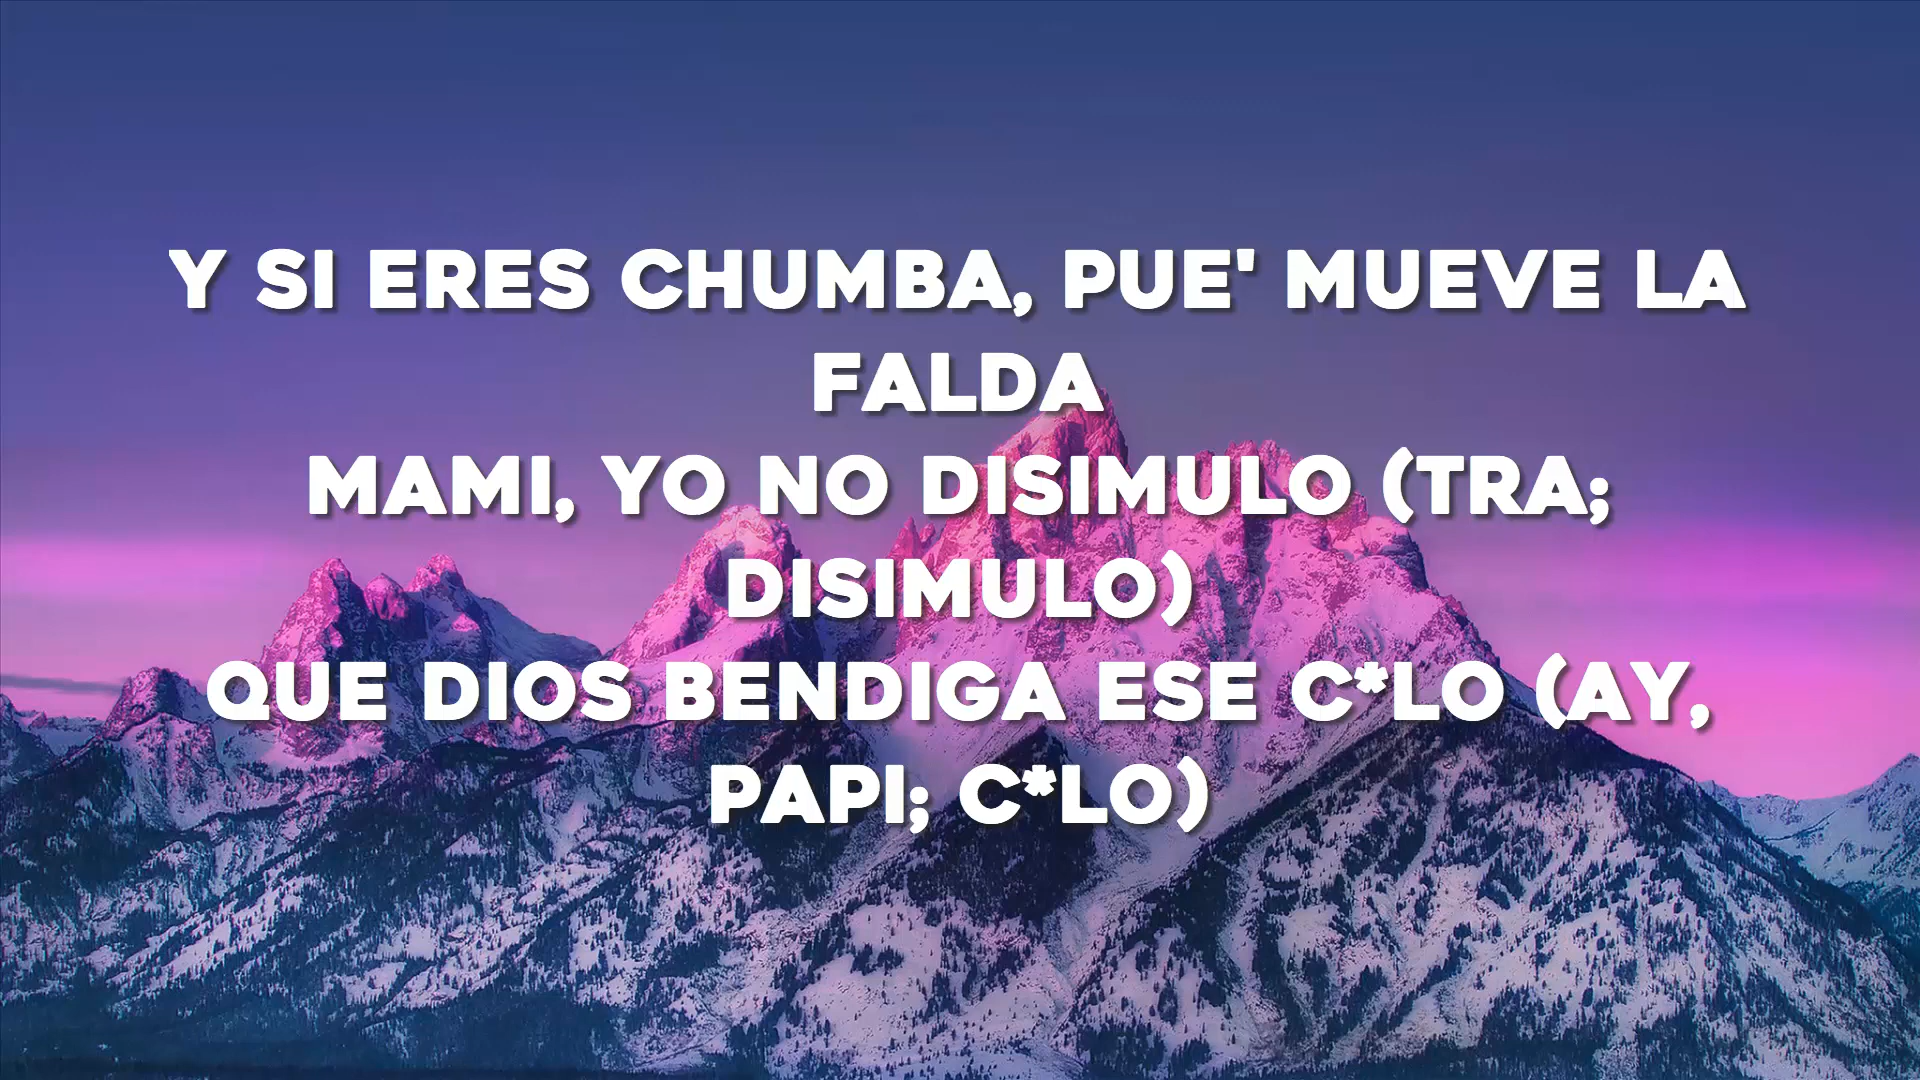 Y SI ERES CHUMBA, PUE' MUEVE LA
FALDA
MAMI, YO NO DISIMULO (TRA;
DISIMULO)
QUE DIOS BENDIGA ESE C*LO (AY,
PAPI; C*LO)